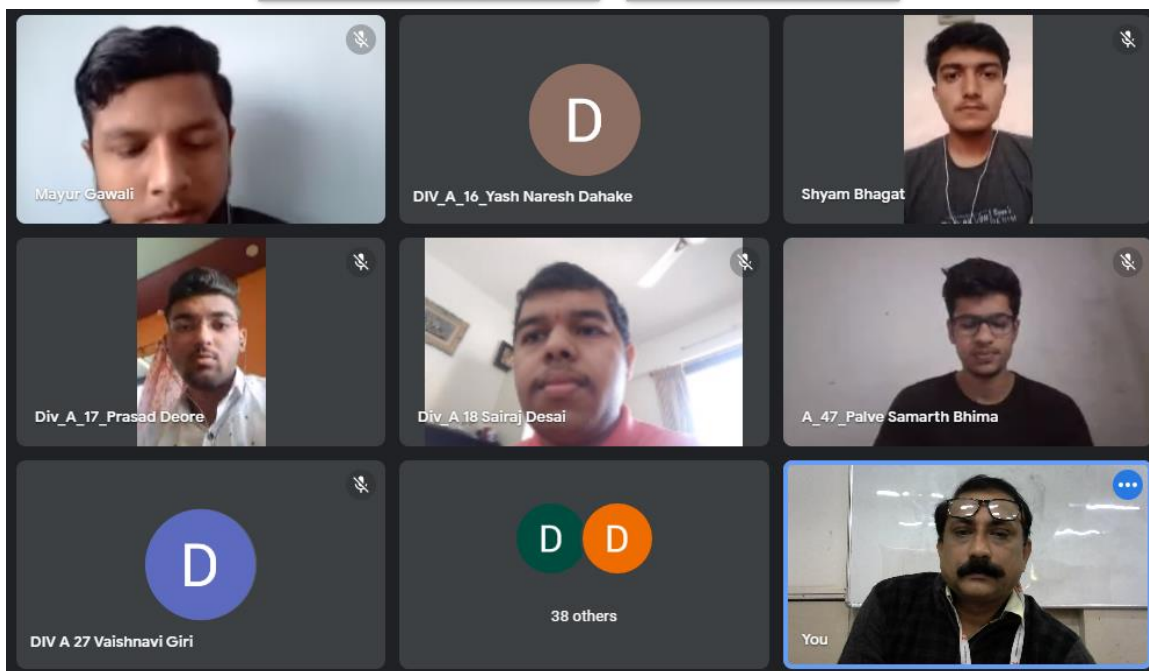 Mayur Gawali
D
DIV_A_16_Yash Naresh Dahake
Shyam Bhagat
Div_A_17_Prasad Deore
Div_A 18 Sairaj Desai
A_47_Palve Samarth Bhima
D
DIV A 27 Vaishnavi Giri
D D
38 others
You